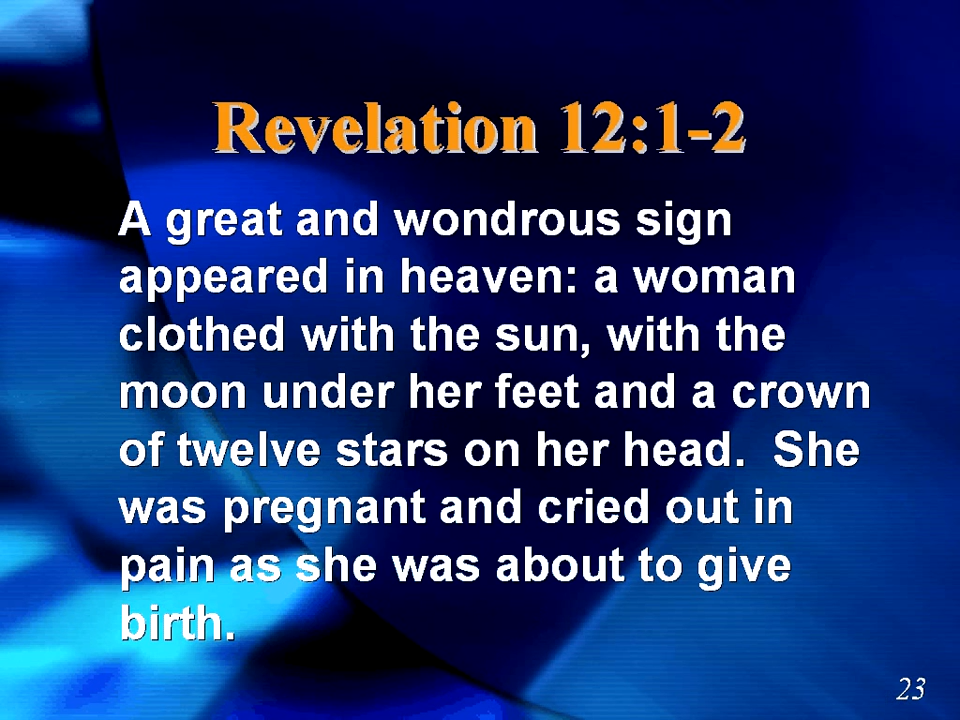 Revelation 12:1-2
A great and wondrous sign
appeared in heaven: a woman
clothed with the sun, with the
moon under her feet and a crown
of twelve stars on her head.  She
was pregnant and cried out in
pain as she was about to give
birth.
23